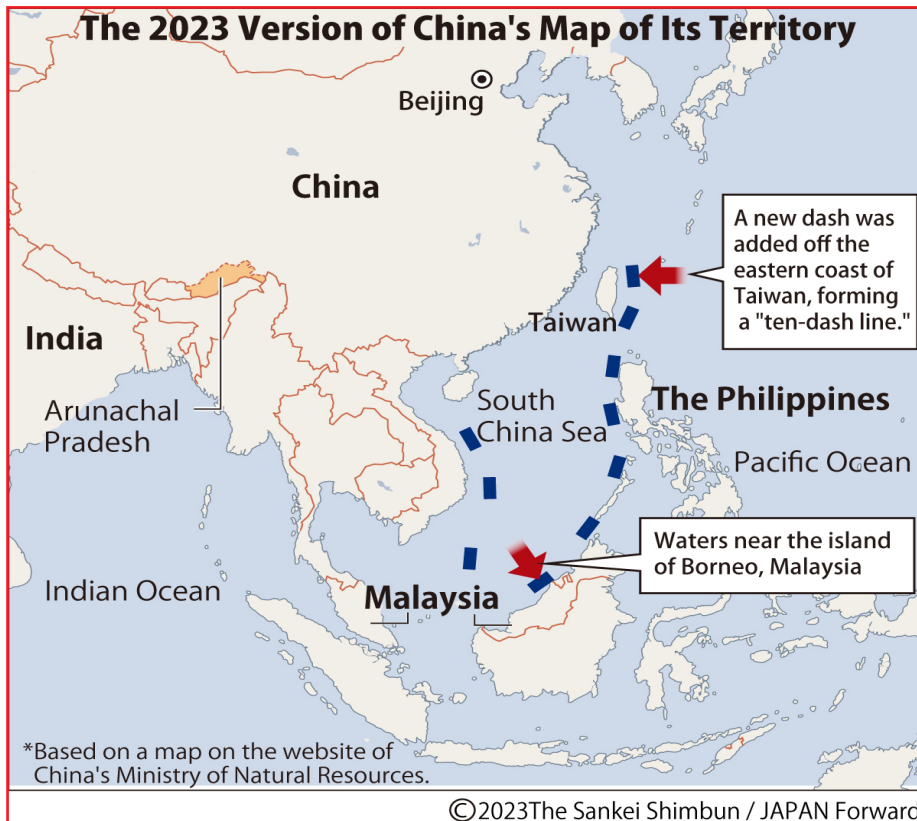 The 2023 Version of China's Map of Its Territory
Beijing
China
A new dash was
added off the
eastern coast of
Taiwan, forming
a "ten-dash line."
Taiwan
India
Arunachal
Pradesh
South
China Sea
The Philippines
Pacific Ocean
Waters near the island
of Borneo, Malaysia
Indian Ocean
Malaysia
*Based on a map on the website of
China's Ministry of Natural Resources.
©2023The Sankei Shimbun / JAPAN Forward